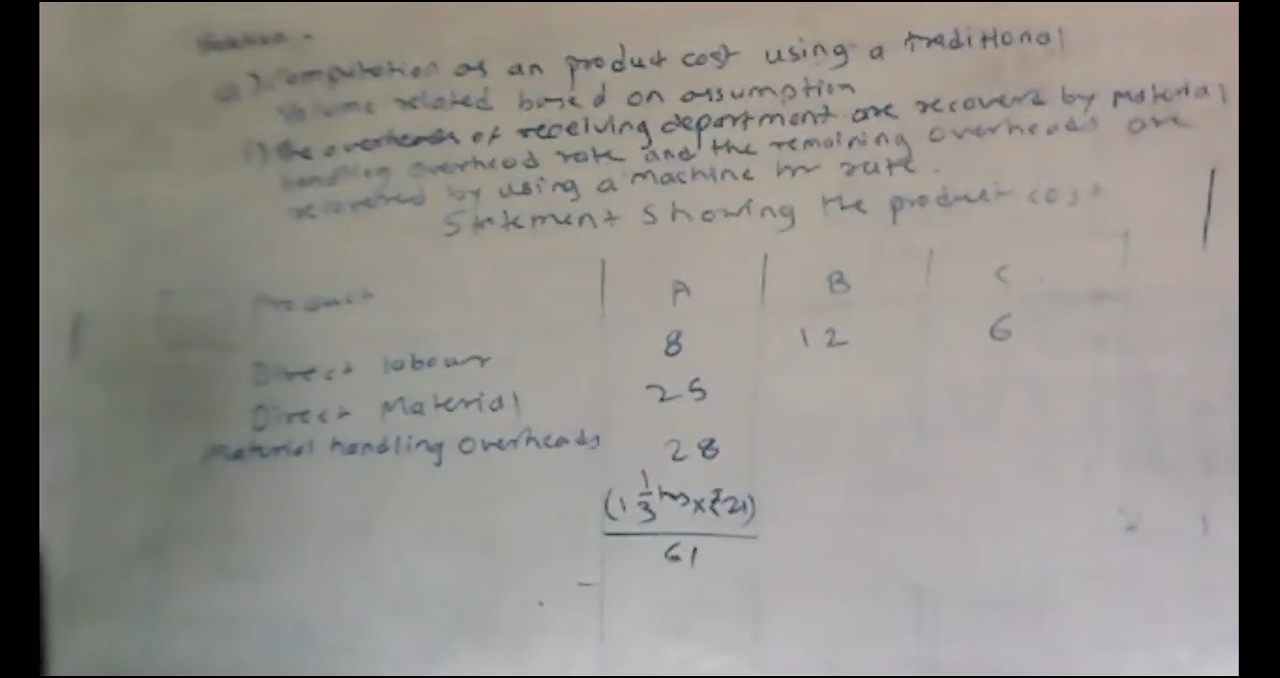 Solution.
a) Computation of an product cost using a traditional
volume related based on assumption
i) the overheads of receiving department are recoverd by material
handling overhead rate and the remaining overheads are
recovered by using a machine hr rate.
Statement showing the product cost
Product A B C
Direct labour 8 12 6
Direct Material 25
Material handling overheads 28
(1 1/3 hrs x ₹21)
61